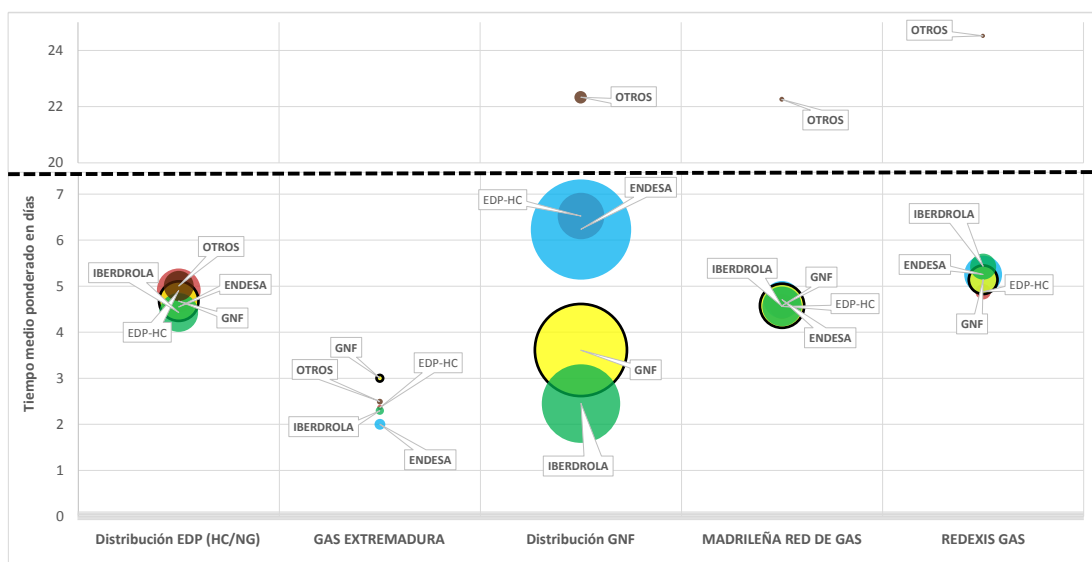 OTROS
24
OTROS
22
OTROS
20
Tiempo medio ponderado en días
7
ENDESA
EDP-HC
6
IBERDROLA
OTROS
ENDESA
IBERDROLA
IBERDROLA
GNF
5
ENDESA
EDP-HC
EDP-HC
GNF
GNF
EDP-HC
ENDESA
4
GNF
EDP-HC
OTROS
GNF
3
IBERDROLA
2
ENDESA
IBERDROLA
1
0
Distribución EDP (HC/NG)
GAS EXTREMADURA
Distribución GNF
MADRILEÑA RED DE GAS
REDEXIS GAS